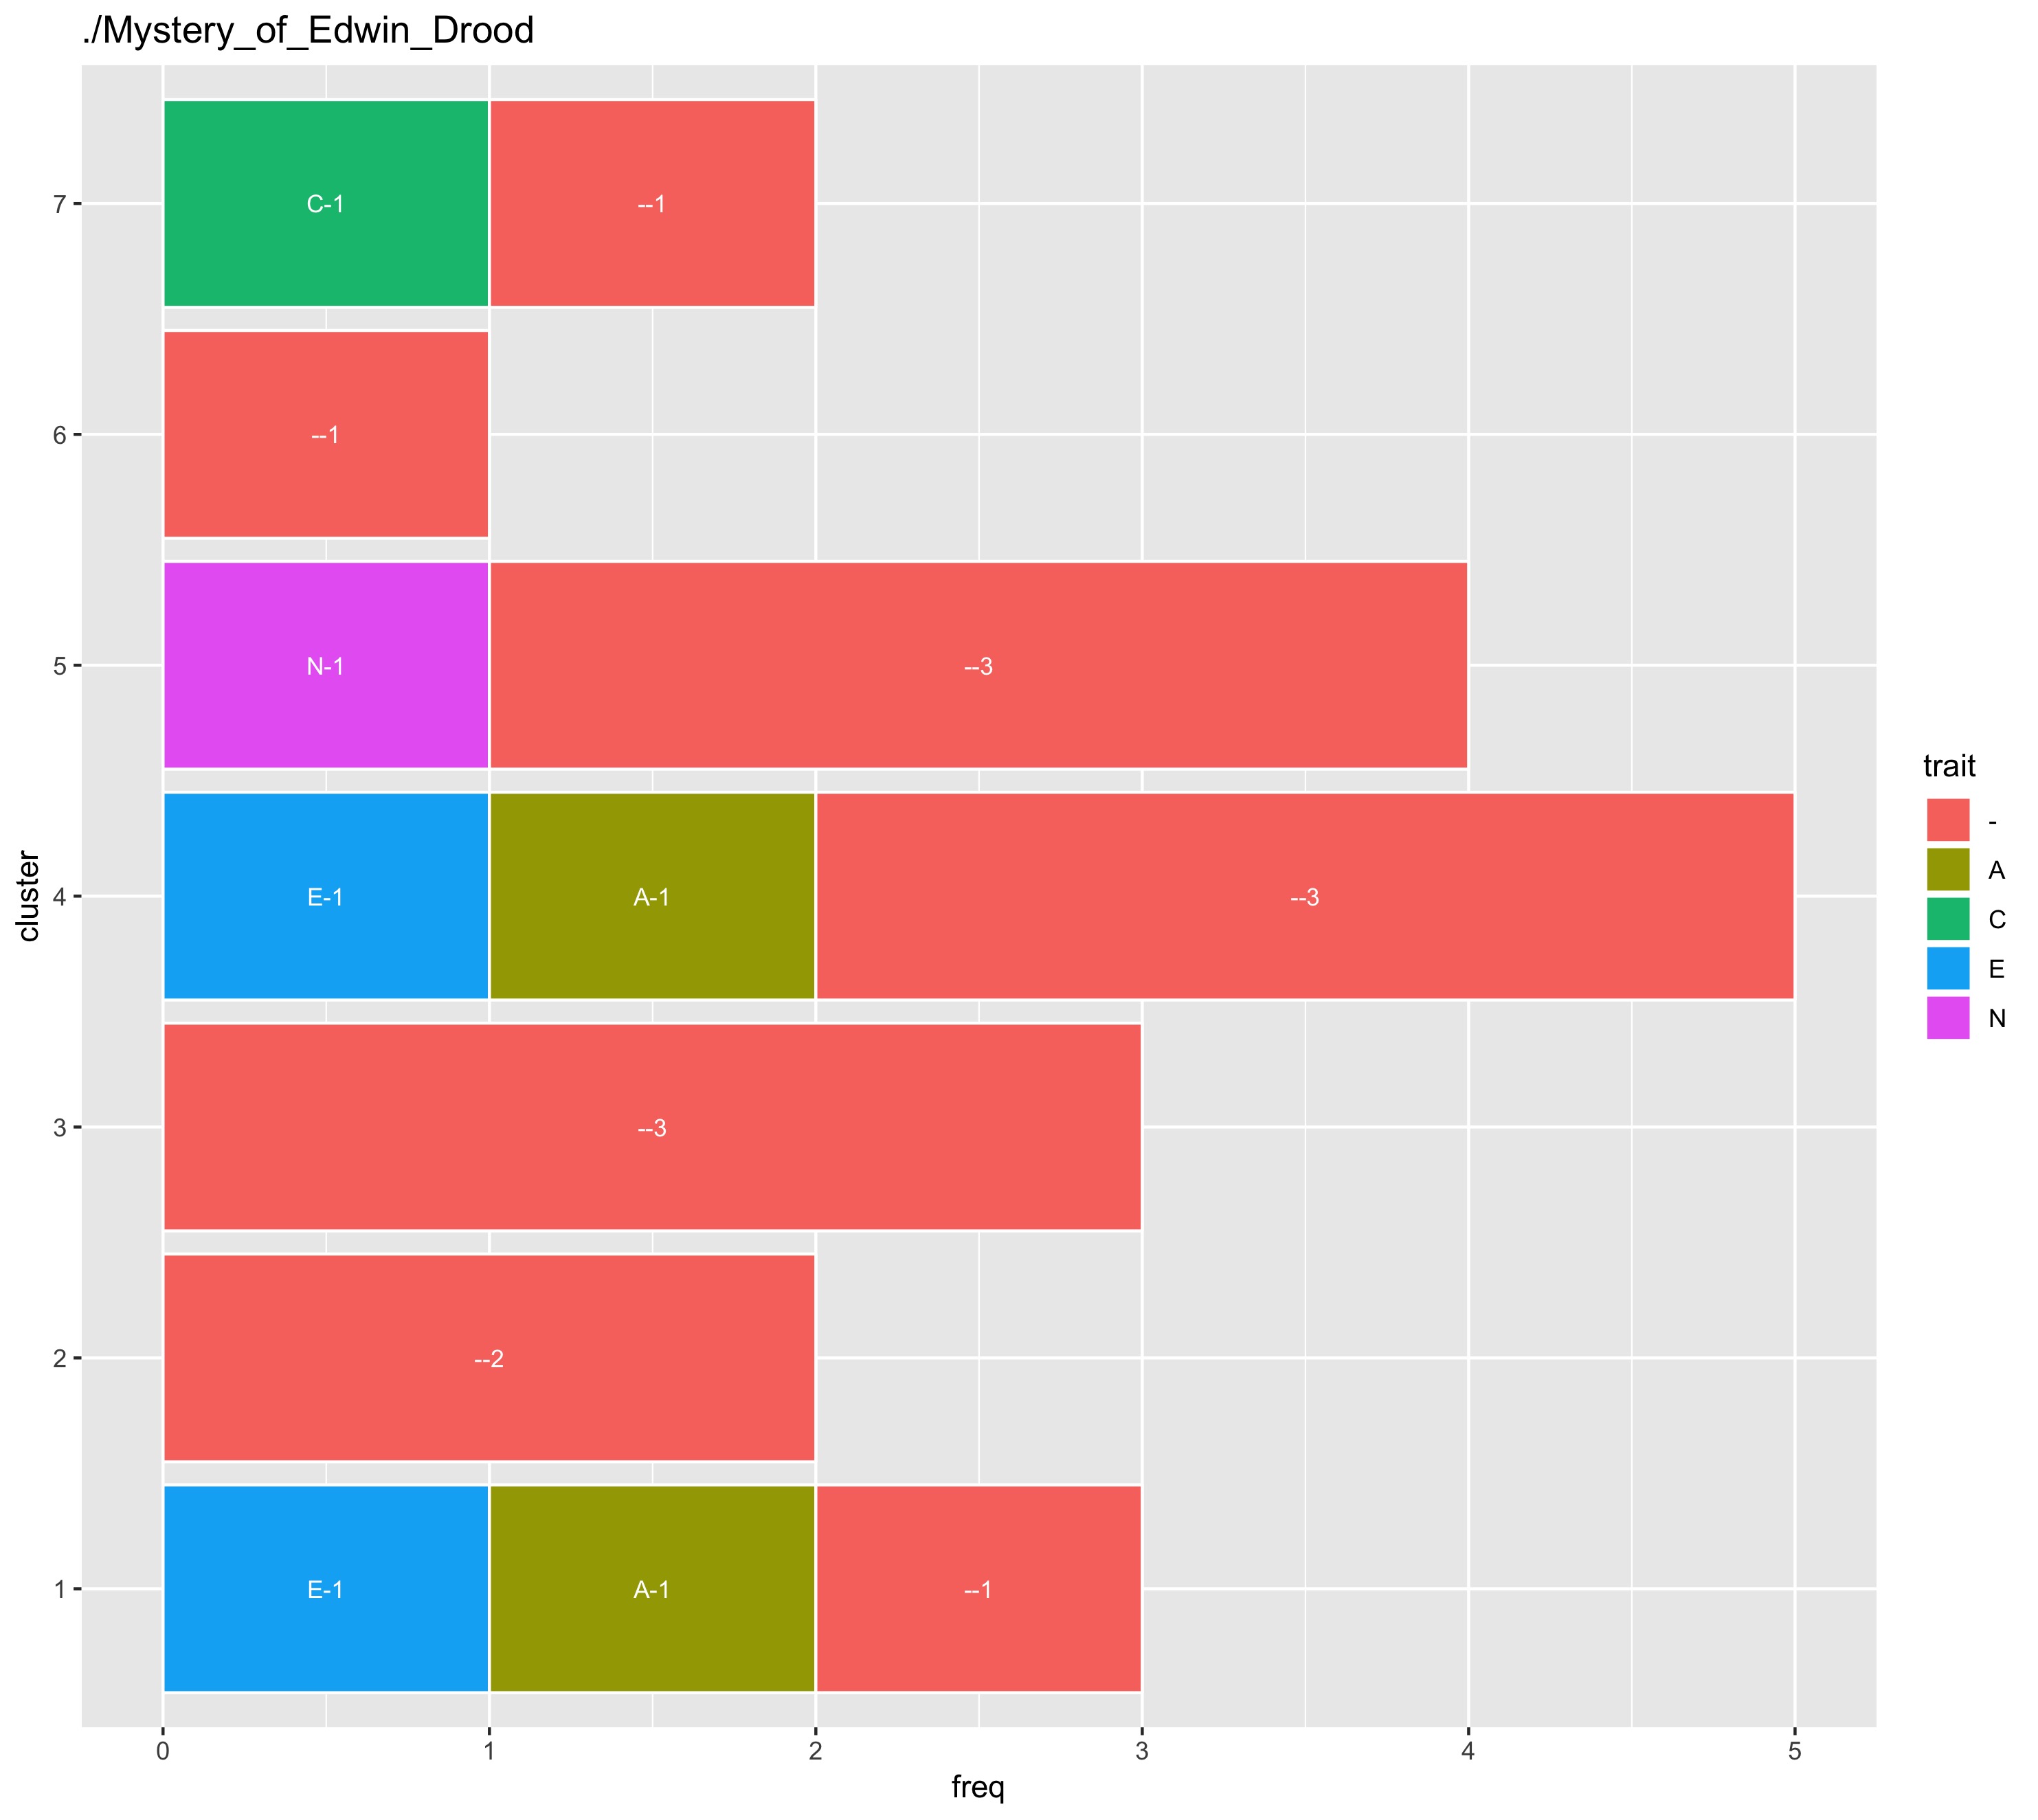 ./Mystery_of_Edwin_Drood
7
C-1
--1
6
--1
5
N-1
--3
4
E-1
A-1
--3
3
--3
2
--2
1
E-1
A-1
--1
0
1
2
3
4
5
freq
cluster
trait
-
A
C
E
N